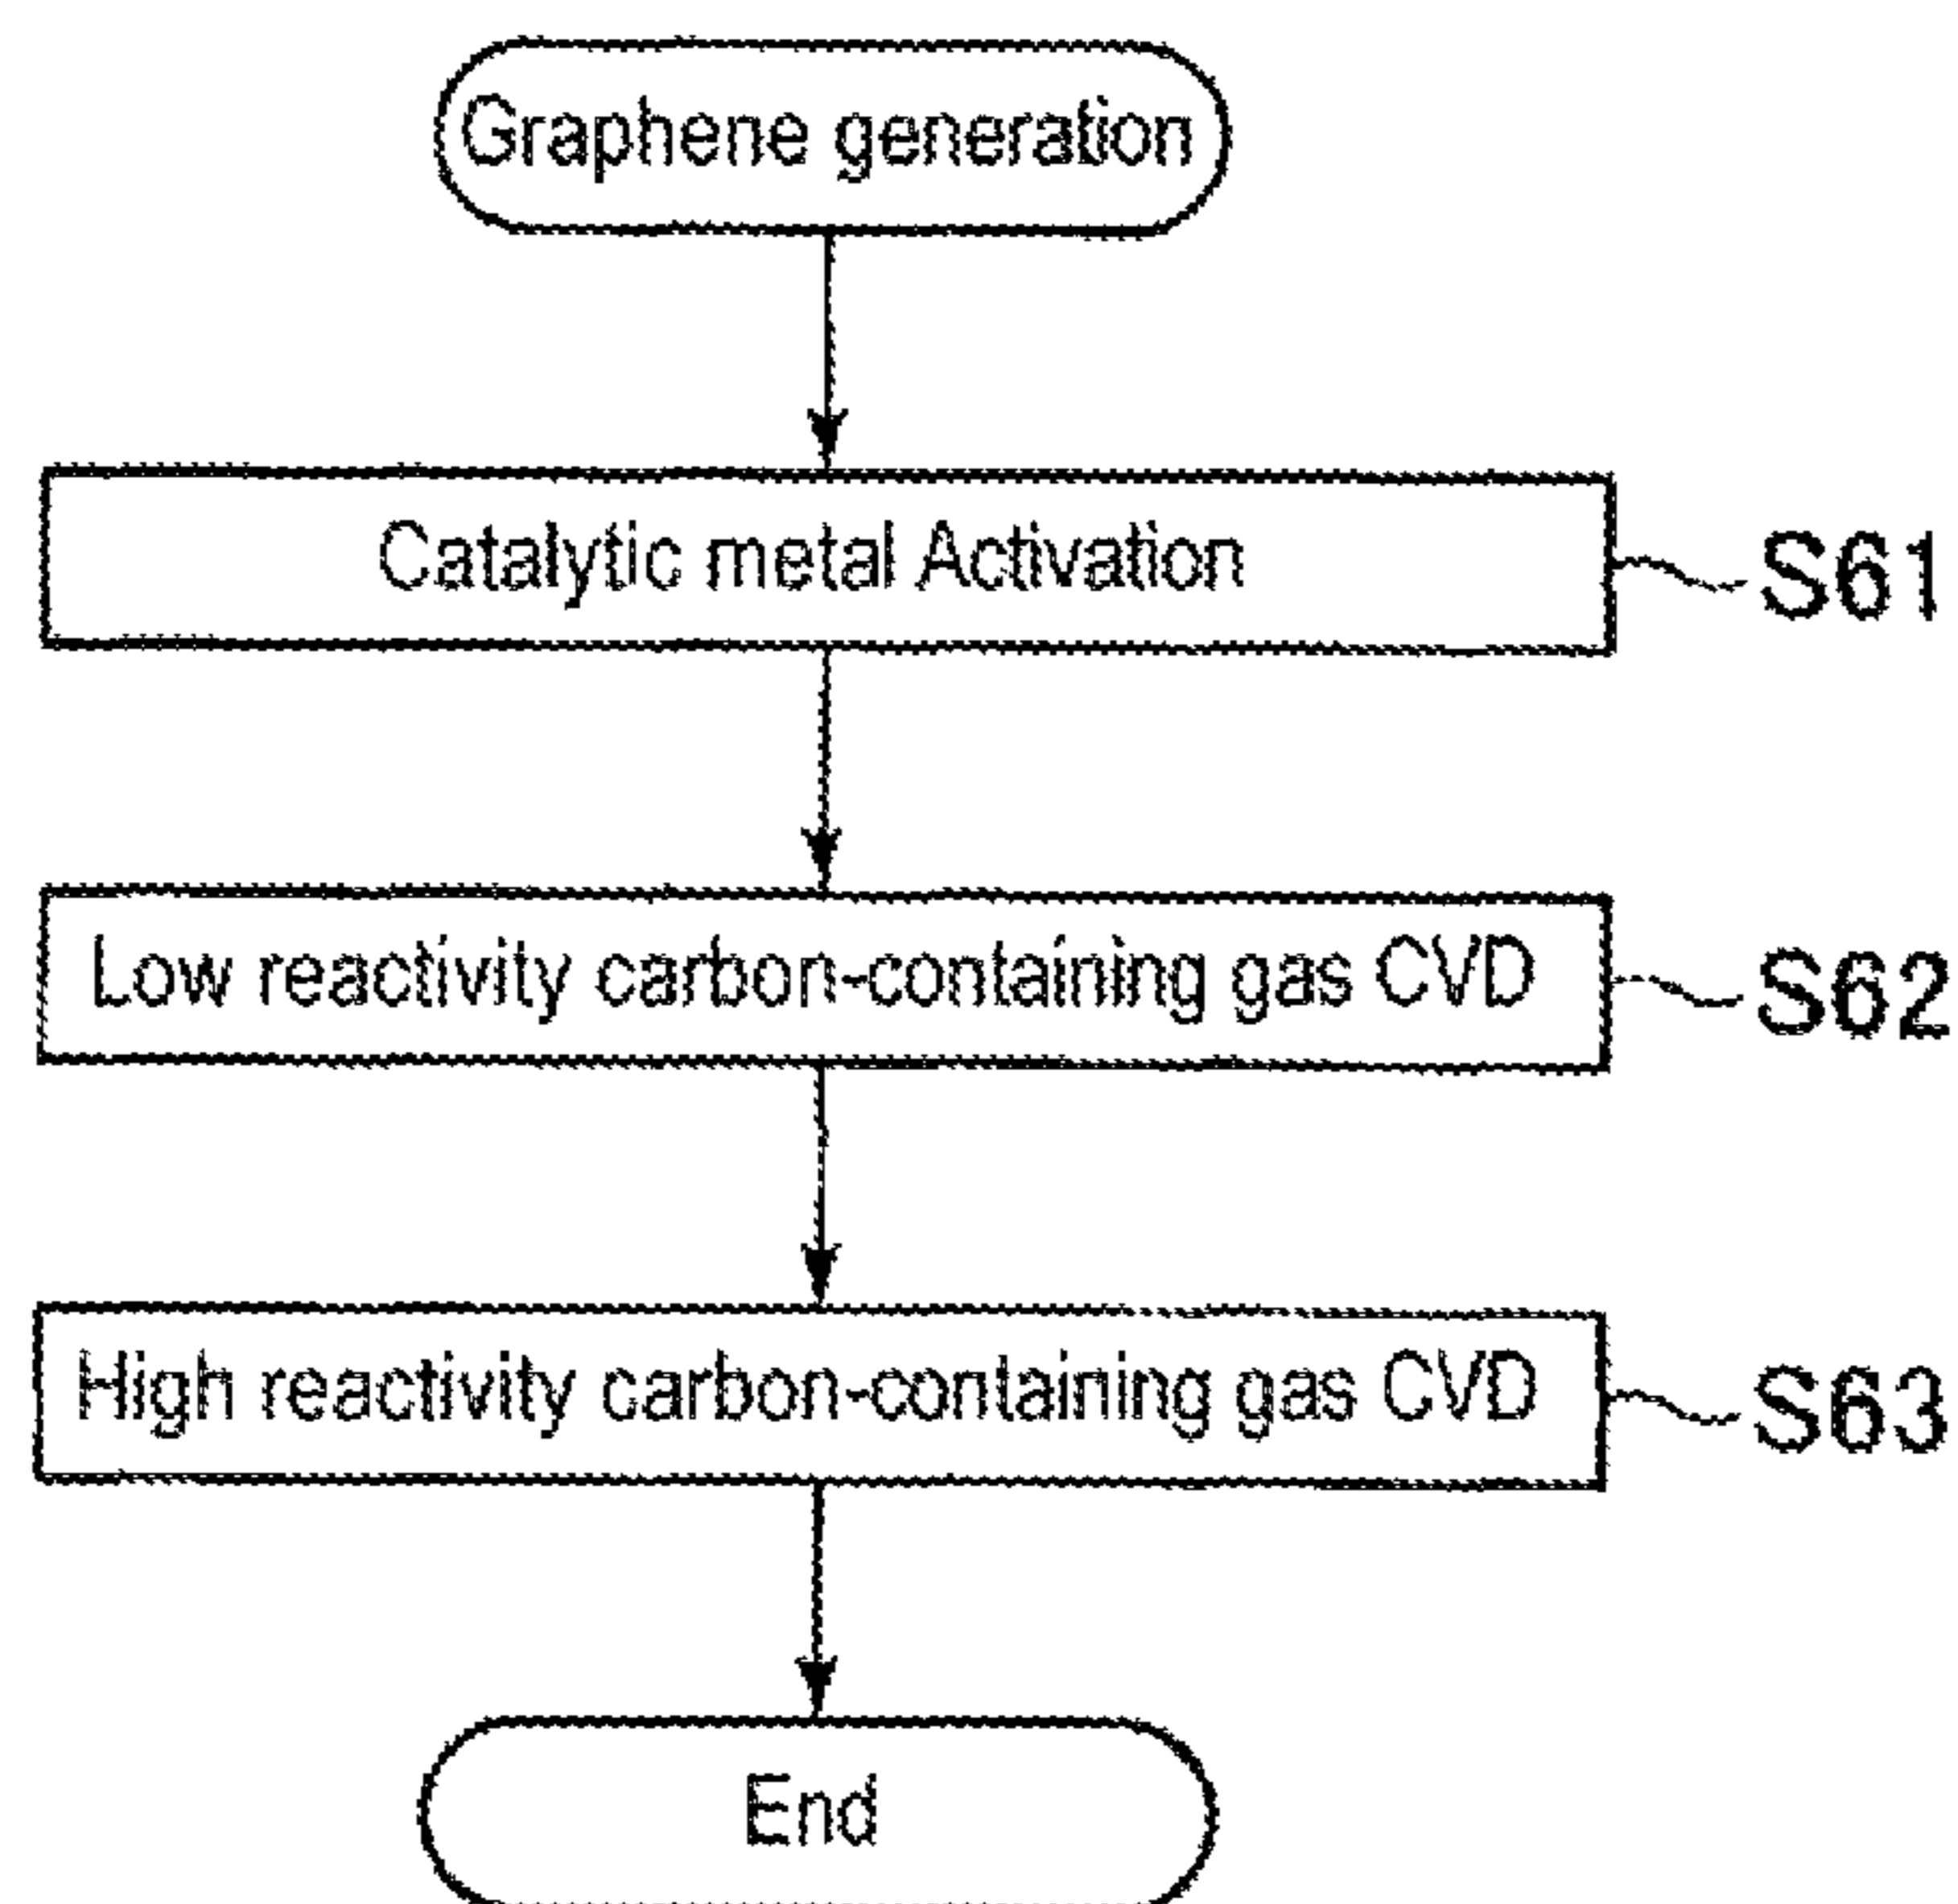 Graphene generation
Catalytic metal Activation
S61
Low reactivity carbon-containing gas CVD
S62
High reactivity carbon-containing gas CVD
S63
End